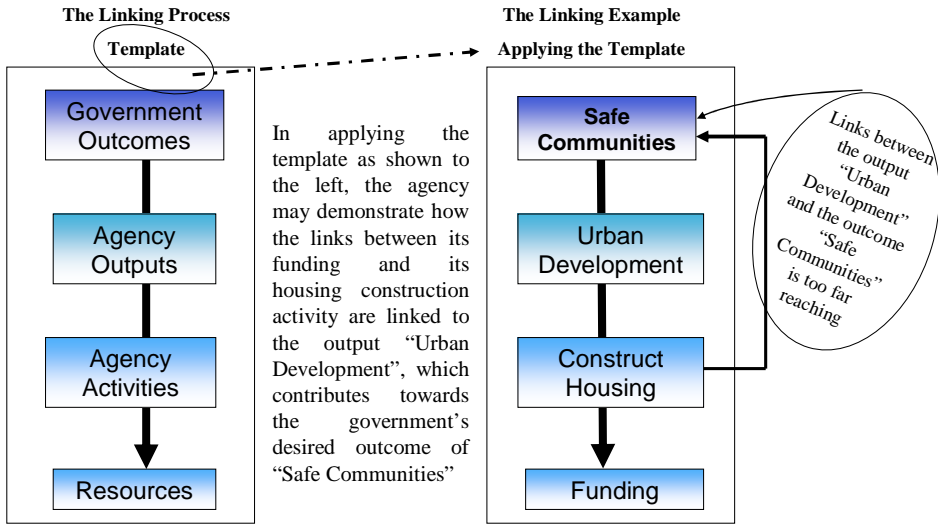 The Linking Process
Template
Government
Outcomes
Agency
Outputs
Agency
Activities
Resources
In applying the
template as shown to
the left, the agency
may demonstrate how
the links between its
funding and its
housing construction
activity are linked to
the output “Urban
Development”, which
contributes towards
the government’s
desired outcome of
“Safe Communities”
The Linking Example
Applying the Template
Safe
Communities
Urban
Development
Construct
Housing
Funding
Links between
the output
“Urban
Development”
and the outcome
“Safe
Communities”
is too far
reaching